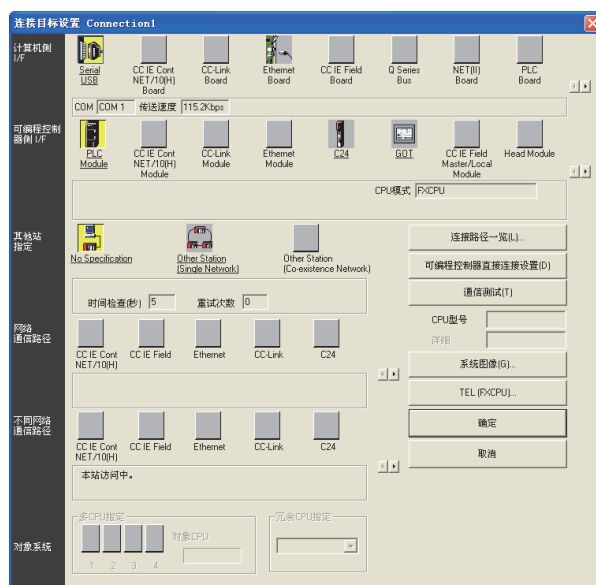 连接目标设置 Connection1
计算机侧
I/F
Serial
USB
CC IE Cont
NET/10(H)
Board
CC-Link
Board
Ethernet
Board
CC IE Field
Board
Q Series
Bus
NET(II)
Board
PLC
Board
COM COM 1 传送速度 115.2Kbps
可编程控制
器侧 I/F
PLC
Module
CC IE Cont
NET/10(H)
Module
CC-Link
Module
Ethernet
Module
C24
GOT
CC IE Field
Master/Local
Module
Head Module
CPU模式 FXCPU
其他站
指定
No Specification
Other Station
(Single Network)
Other Station
(Co-existence Network)
连接路径一览(L)...
可编程控制器直接连接设置(D)
通信测试(T)
时间检查(秒) 5 重试次数 0
CPU型号
详细
网络
通信路径
CC IE Cont
NET/10(H)
CC IE Field
Ethernet
CC-Link
C24
系统图像(G)...
TEL (FXCPU)...
不同网络
通信路径
CC IE Cont
NET/10(H)
CC IE Field
Ethernet
CC-Link
C24
确定
取消
本站访问中。
对象系统
多CPU指定
1 2 3 4
对象CPU
冗余CPU指定